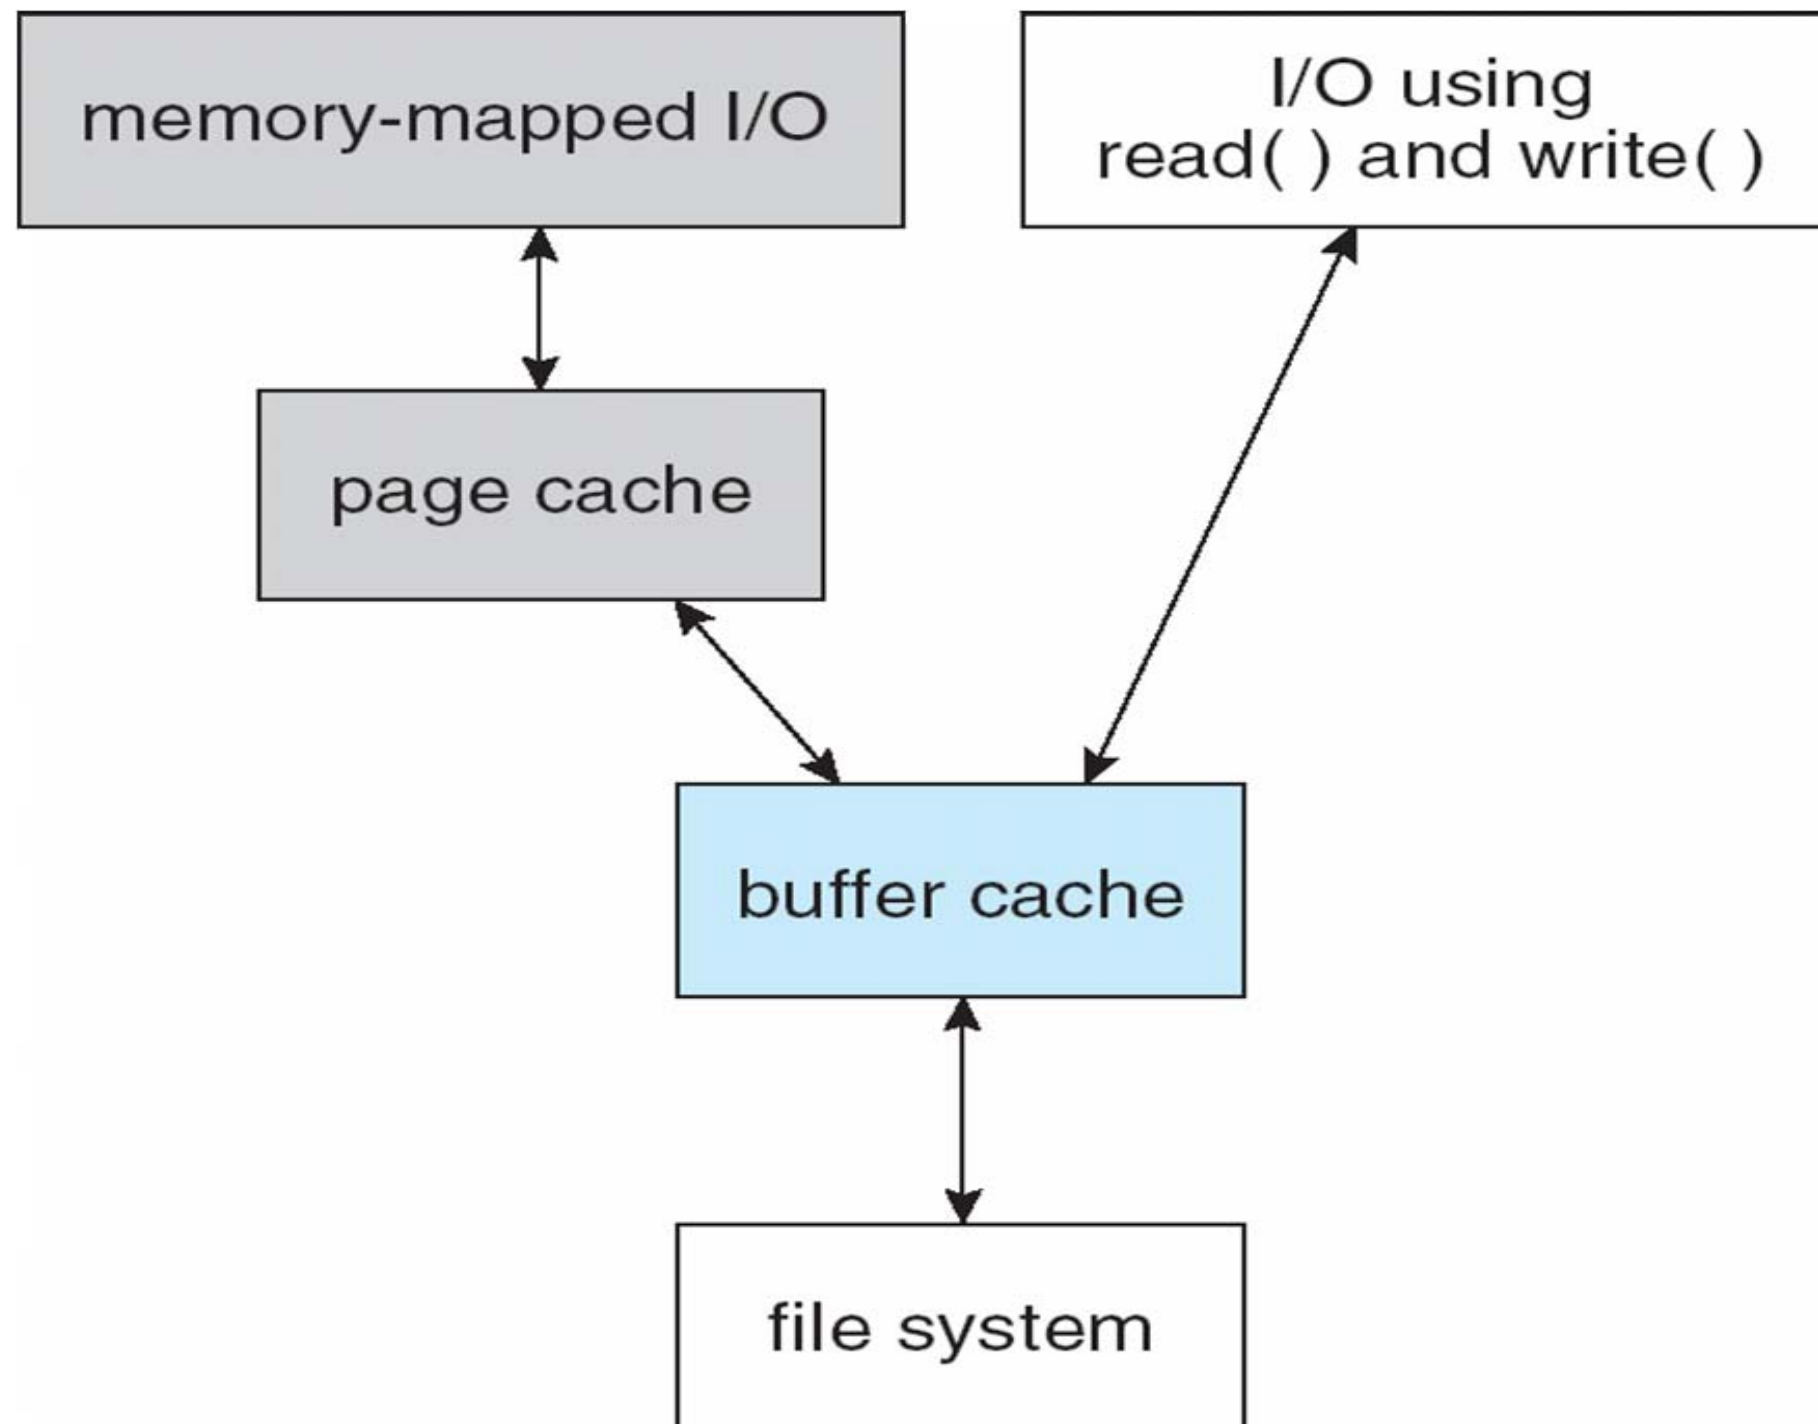 memory-mapped I/O
I/O using
read( ) and write( )
page cache
buffer cache
file system